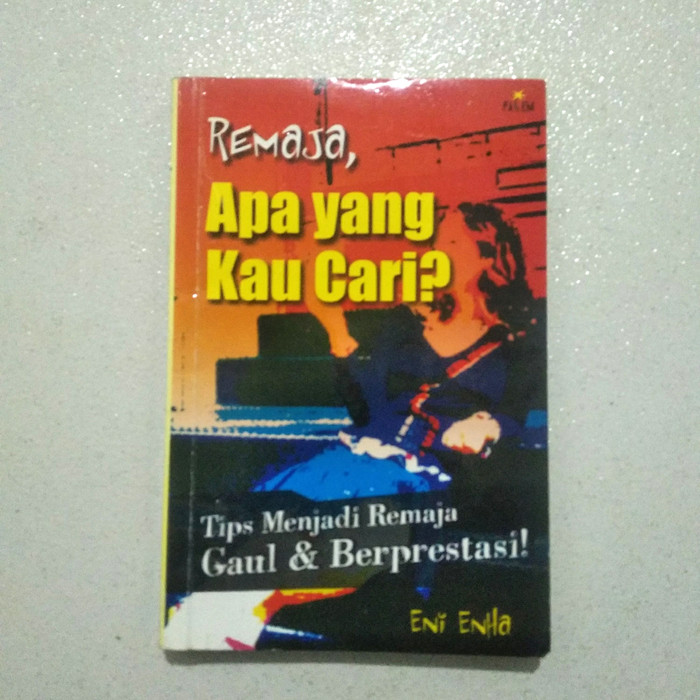 Remaja,
Apa yang
Kau Cari?
Tips Menjadi Remaja
Gaul & Berprestasi!
Eni EnHa